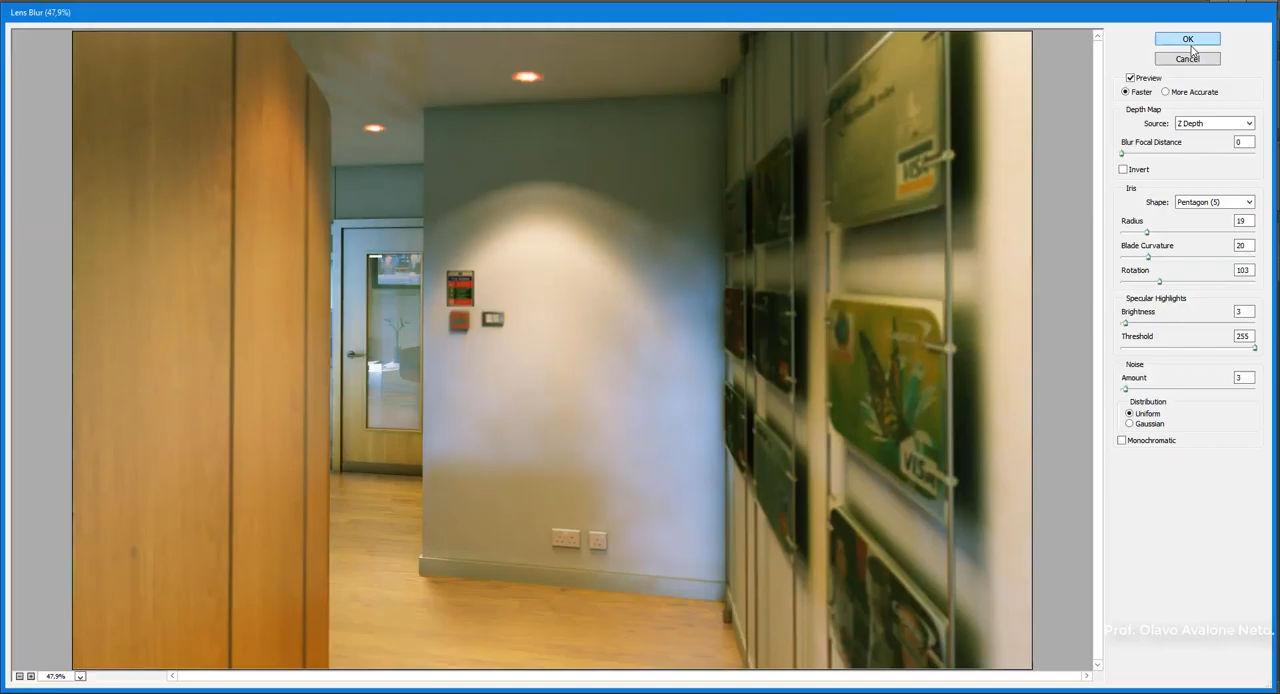 Lens Blur (47,9%)
OK
Cancel
Preview
Faster More Accurate
Depth Map
Source: Z Depth
Blur Focal Distance 0
Invert
Iris
Shape: Pentagon (5)
Radius 19
Blade Curvature 20
Rotation 103
Specular Highlights
Brightness 3
Threshold 255
Noise
Amount 3
Distribution
Uniform
Gaussian
Monochromatic
VISA
VISA
Prof. Olavo Avalone Neto.
47,9%